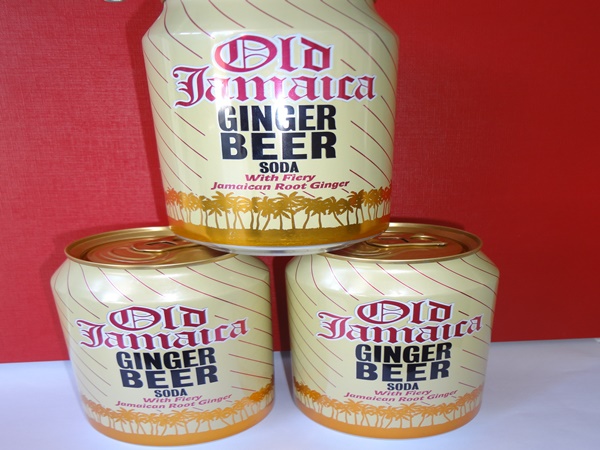 Old
Jamaica
GINGER
BEER
SODA
With Fiery
Jamaican Root Ginger
Old
Jamaica
GINGER
BEER
SODA
With Fiery
Jamaican Root Ginger
Old
Jamaica
GINGER
BEER
SODA
With Fiery
Jamaican Root Ginger